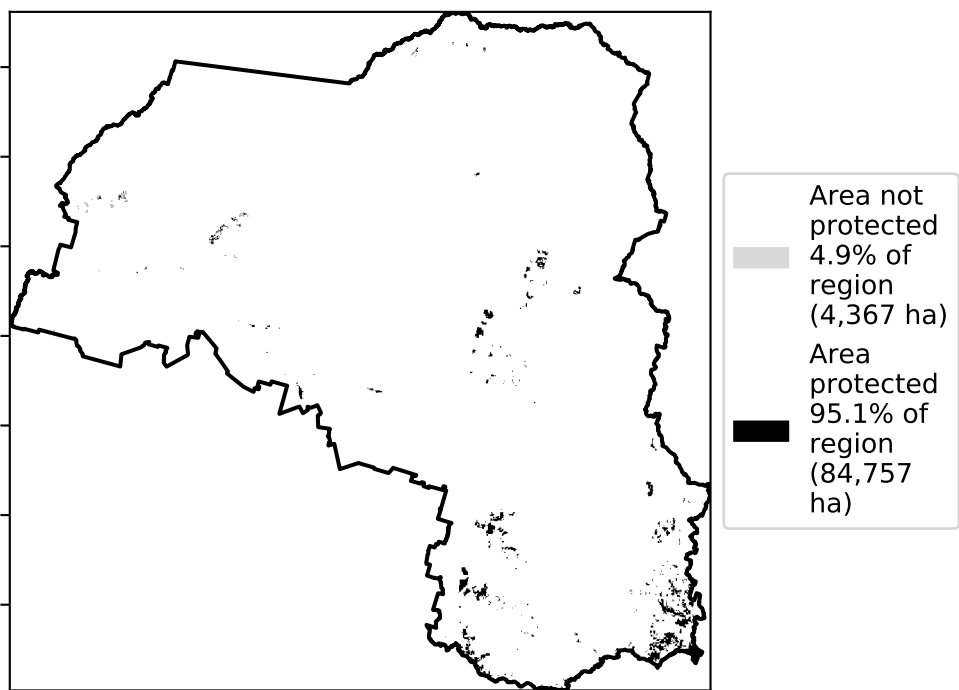 Area not
protected
4.9% of
region
(4,367 ha)
Area
protected
95.1% of
region
(84,757
ha)